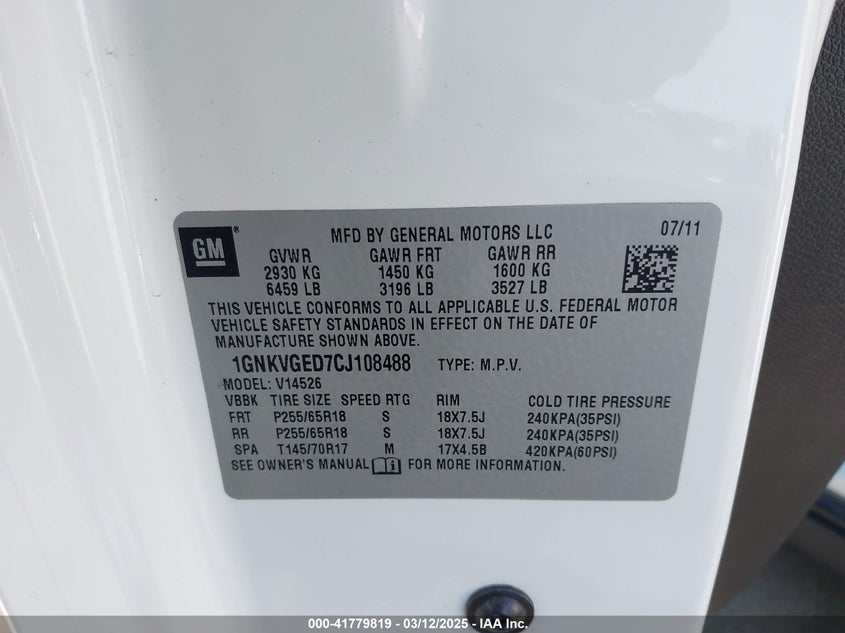 GM®
MFD BY GENERAL MOTORS LLC 07/11
GVWR GAWR FRT GAWR RR
2930 KG 1450 KG 1600 KG
6459 LB 3196 LB 3527 LB
THIS VEHICLE CONFORMS TO ALL APPLICABLE U.S. FEDERAL MOTOR
VEHICLE SAFETY STANDARDS IN EFFECT ON THE DATE OF
MANUFACTURE SHOWN ABOVE.
1GNKVGED7CJ108488 TYPE: M.P.V.
MODEL: V14526
VBBK TIRE SIZE SPEED RTG RIM COLD TIRE PRESSURE
FRT P255/65R18 S 18X7.5J 240KPA(35PSI)
RR P255/65R18 S 18X7.5J 240KPA(35PSI)
SPA T145/70R17 M 17X4.5B 420KPA(60PSI)
SEE OWNER'S MANUAL FOR MORE INFORMATION.
000-41779819 - 03/12/2025 - IAA Inc.